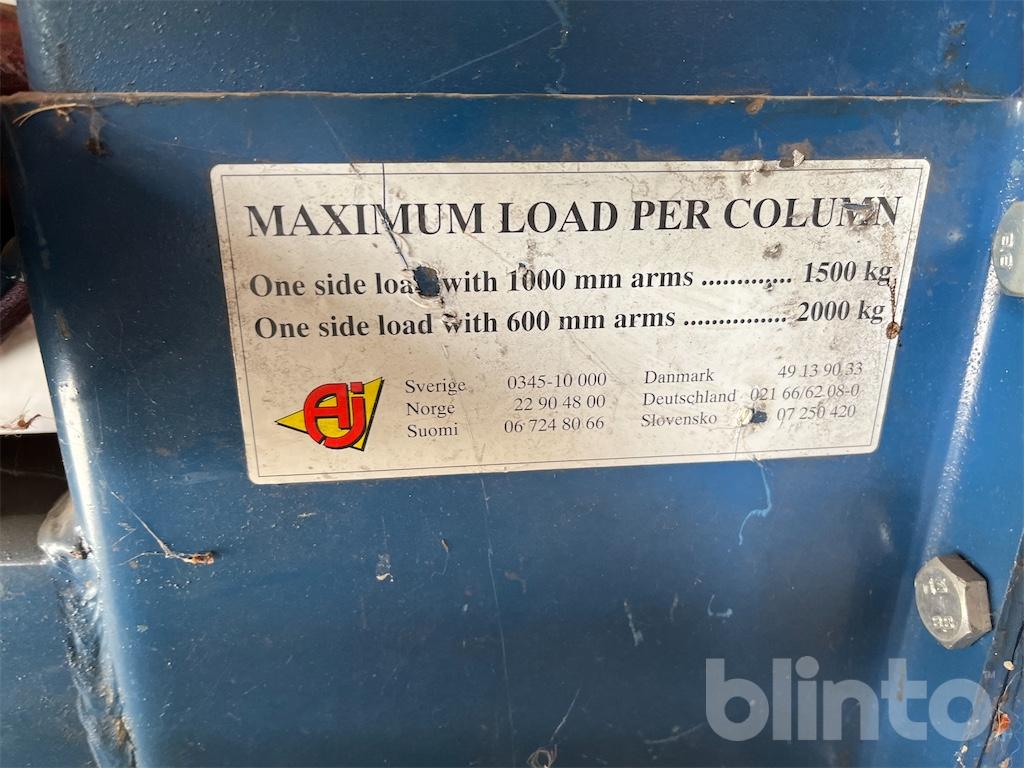 MAXIMUM LOAD PER COLUMN
One side load with 1000 mm arms ............. 1500 kg
One side load with 600 mm arms ............... 2000 kg
AJ
Sverige 0345-10 000 Danmark 49 13 90 33
Norge 22 90 48 00 Deutschland 021 66/62 08-0
Suomi 06 724 80 66 Slovensko 07 250 420
blinto™